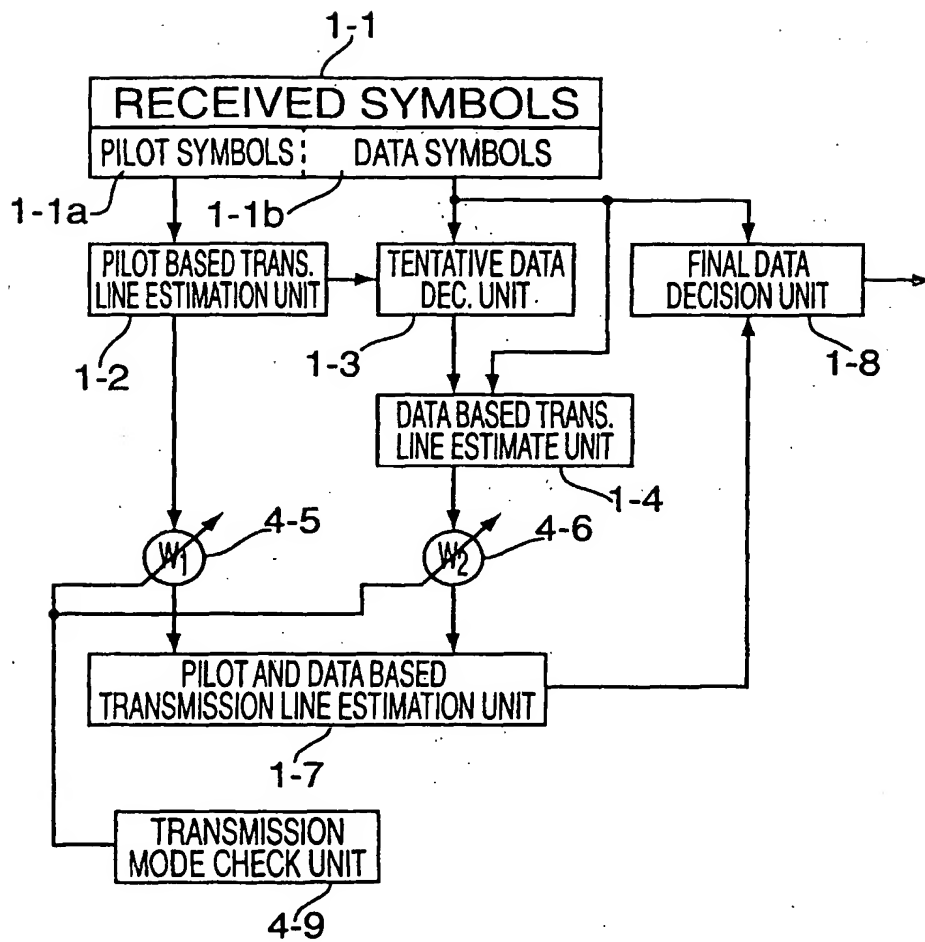 1-1
RECEIVED SYMBOLS
PILOT SYMBOLS
DATA SYMBOLS
1-1a
1-1b
PILOT BASED TRANS.
LINE ESTIMATION UNIT
TENTATIVE DATA
DEC. UNIT
FINAL DATA
DECISION UNIT
1-2
1-3
1-8
DATA BASED TRANS.
LINE ESTIMATE UNIT
1-4
W1
4-5
W2
4-6
PILOT AND DATA BASED
TRANSMISSION LINE ESTIMATION UNIT
1-7
TRANSMISSION
MODE CHECK UNIT
4-9